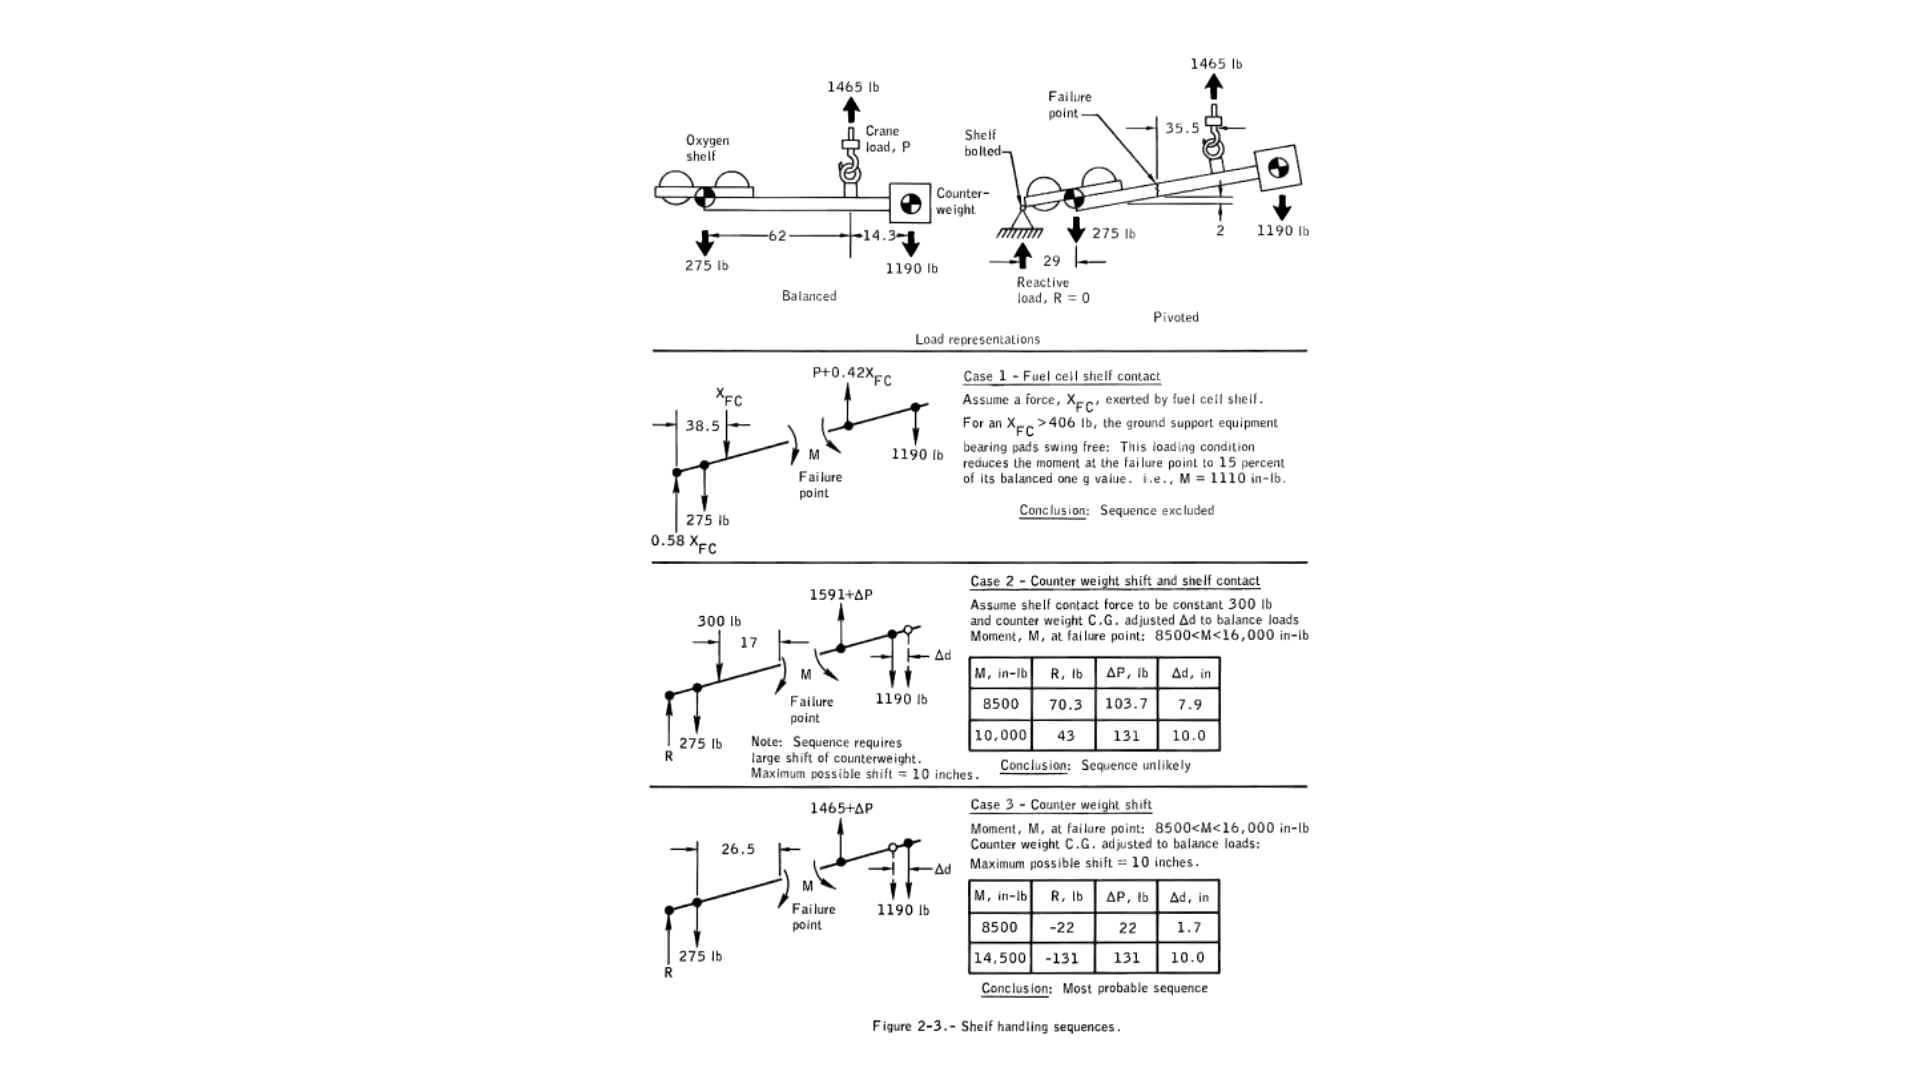 1465 lb
Crane
load, P
Oxygen
shelf
Counter-
weight
62
14.3
275 lb
1190 lb
Balanced
1465 lb
Failure
point
35.5
Shelf
bolted
275 lb
2
1190 lb
29
Reactive
load, R = 0
Pivoted
Load representations
P+0.42XFC
XFC
38.5
M
1190 lb
Failure
point
275 lb
0.58 XFC
Case 1 - Fuel cell shelf contact
Assume a force, XFC, exerted by fuel cell shelf.
For an XFC >406 lb, the ground support equipment
bearing pads swing free: This loading condition
reduces the moment at the failure point to 15 percent
of its balanced one g value. i.e., M = 1110 in-lb.
Conclusion: Sequence excluded
1591+ΔP
300 lb
17
Δd
M
1190 lb
Failure
point
275 lb
R
Note: Sequence requires
large shift of counterweight.
Maximum possible shift = 10 inches.
Case 2 - Counter weight shift and shelf contact
Assume shelf contact force to be constant 300 lb
and counter weight C.G. adjusted Δd to balance loads
Moment, M, at failure point: 8500<M<16,000 in-lb
M, in-lb R, lb ΔP, lb Δd, in
8500 70.3 103.7 7.9
10,000 43 131 10.0
Conclusion: Sequence unlikely
1465+ΔP
26.5
Δd
M
1190 lb
Failure
point
275 lb
R
Case 3 - Counter weight shift
Moment, M, at failure point: 8500<M<16,000 in-lb
Counter weight C.G. adjusted to balance loads:
Maximum possible shift = 10 inches.
M, in-lb R, lb ΔP, lb Δd, in
8500 -22 22 1.7
14,500 -131 131 10.0
Conclusion: Most probable sequence
Figure 2-3.- Shelf handling sequences.